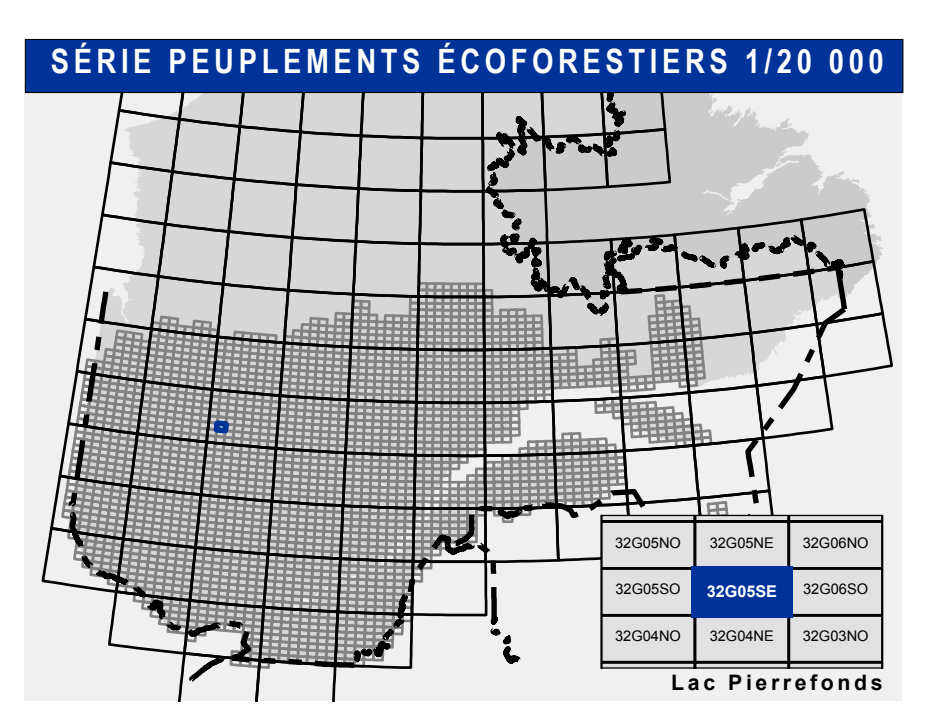 SÉRIE PEUPLEMENTS ÉCOFORESTIERS 1/20 000
32G05NO 32G05NE 32G06NO
32G05SO 32G05SE 32G06SO
32G04NO 32G04NE 32G03NO
Lac Pierrefonds